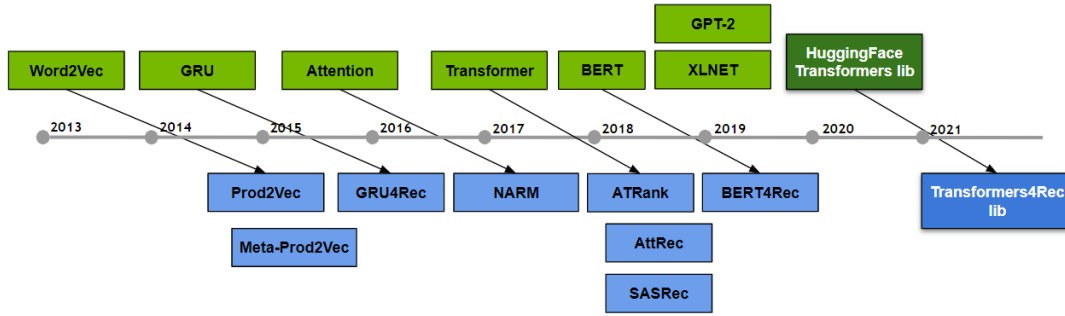 GPT-2
Word2Vec
GRU
Attention
Transformer
BERT
XLNET
HuggingFace
Transformers lib
2013
2014
2015
2016
2017
2018
2019
2020
2021
Prod2Vec
GRU4Rec
NARM
ATRank
BERT4Rec
Transformers4Rec
lib
Meta-Prod2Vec
AttRec
SASRec